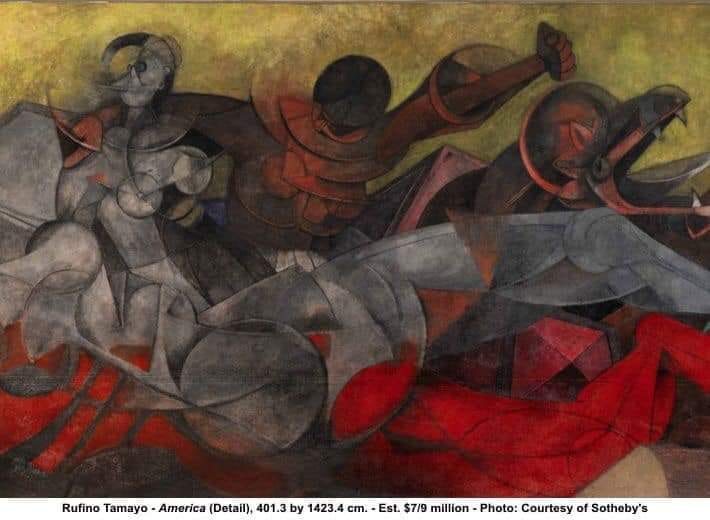 Rufino Tamayo - America (Detail), 401.3 by 1423.4 cm. - Est. $7/9 million - Photo: Courtesy of Sotheby's